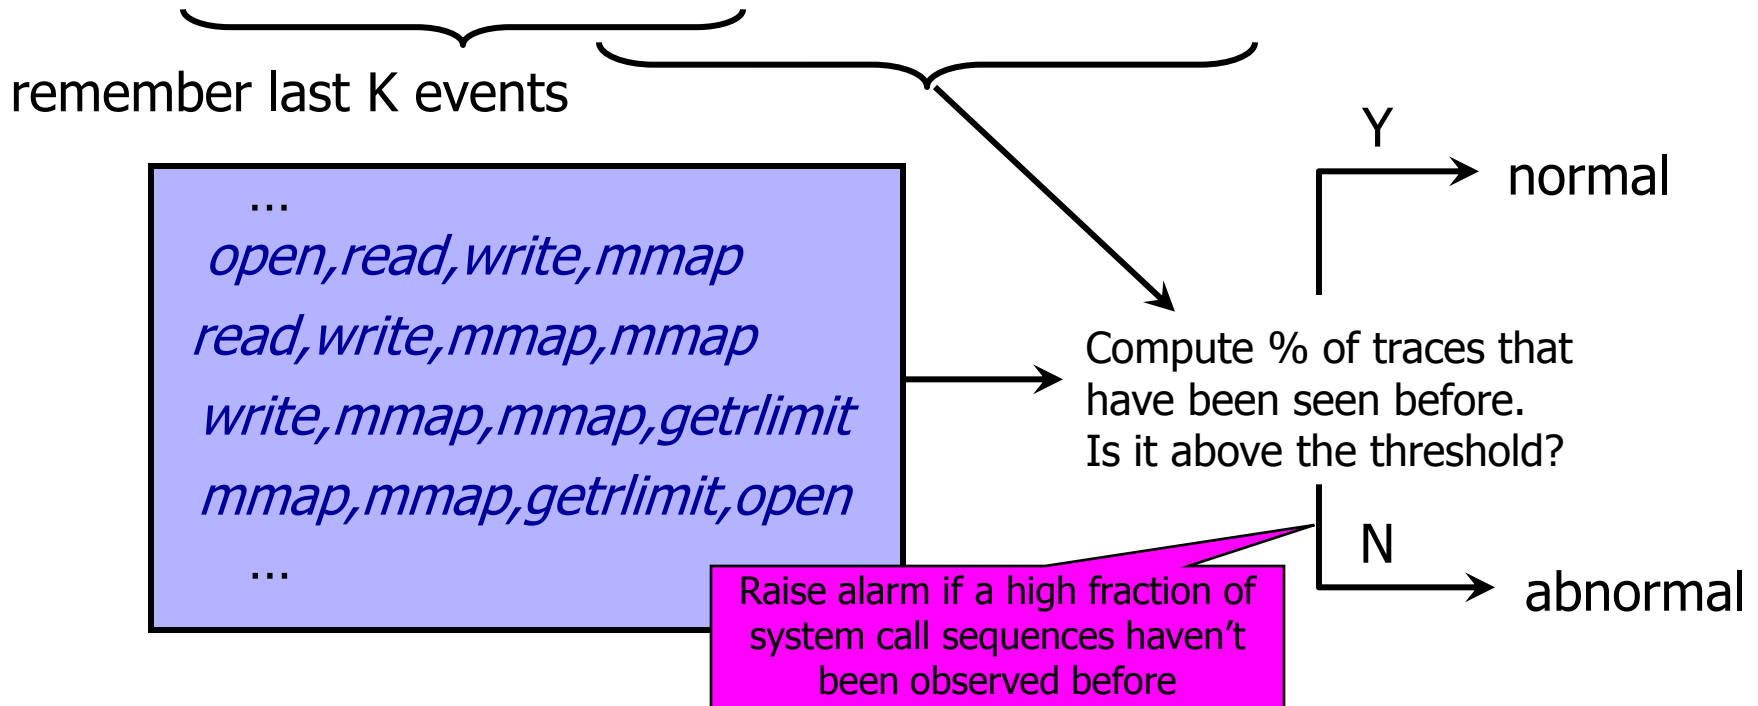 remember last K events
Y
normal
...
open,read,write,mmap
read,write,mmap,mmap
write,mmap,mmap,getrlimit
mmap,mmap,getrlimit,open
...
Compute % of traces that
have been seen before.
Is it above the threshold?
N
abnormal
Raise alarm if a high fraction of
system call sequences haven’t
been observed before